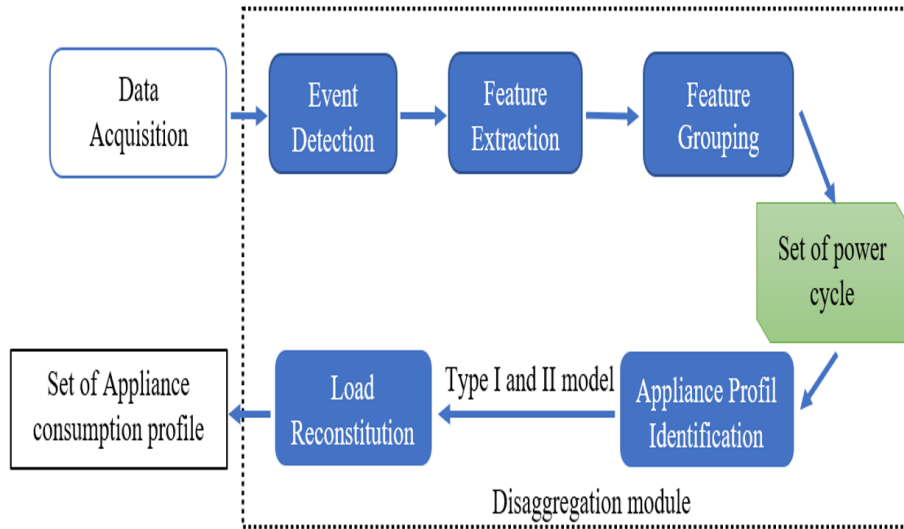 Data
Acquisition
Event
Detection
Feature
Extraction
Feature
Grouping
Set of power
cycle
Appliance Profil
Identification
Type I and II model
Load
Reconstitution
Set of Appliance
consumption profile
Disaggregation module